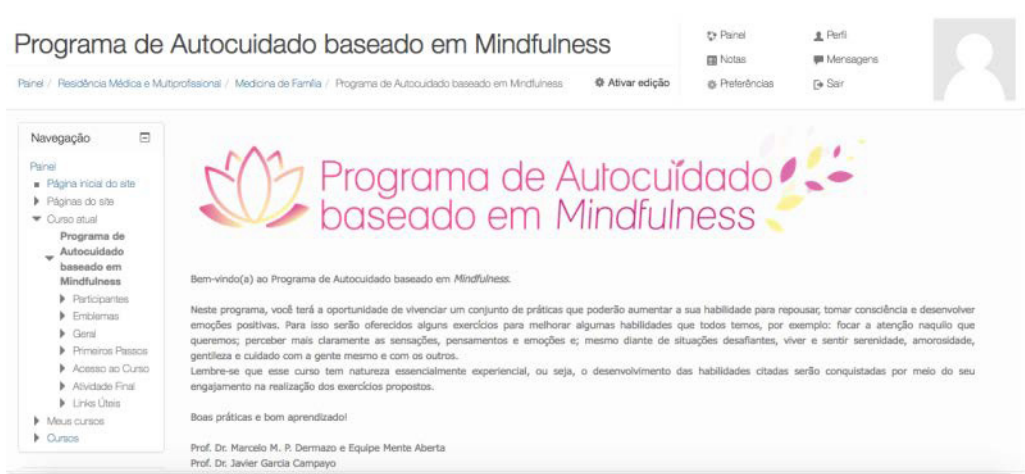 Programa de Autocuidado baseado em Mindfulness
Painel
Perfil
Notas
Mensagens
Preferências
Sair
Painel / Residência Médica e Multiprofissional / Medicina de Família / Programa de Autocuidado baseado em Mindfulness
Ativar edição
Navegação
Painel
Página inicial do site
Páginas do site
Curso atual
Programa de
Autocuidado
baseado em
Mindfulness
Participantes
Emblemas
Geral
Primeiros Passos
Acesso ao Curso
Atividade Final
Links Úteis
Meus cursos
Cursos
Programa de Autocuidado
baseado em Mindfulness
Bem-vindo(a) ao Programa de Autocuidado baseado em Mindfulness.
Neste programa, você terá a oportunidade de vivenciar um conjunto de práticas que poderão aumentar a sua habilidade para repousar, tomar consciência e desenvolver
emoções positivas. Para isso serão oferecidos alguns exercícios para melhorar algumas habilidades que todos temos, por exemplo: focar a atenção naquilo que
queremos; perceber mais claramente as sensações, pensamentos e emoções e; mesmo diante de situações desafiantes, viver e sentir serenidade, amorosidade,
gentileza e cuidado com a gente mesmo e com os outros.
Lembre-se que esse curso tem natureza essencialmente experiencial, ou seja, o desenvolvimento das habilidades citadas serão conquistadas por meio do seu
engajamento na realização dos exercícios propostos.
Boas práticas e bom aprendizado!
Prof. Dr. Marcelo M. P. Dermazo e Equipe Mente Aberta
Prof. Dr. Javier Garcia Campayo